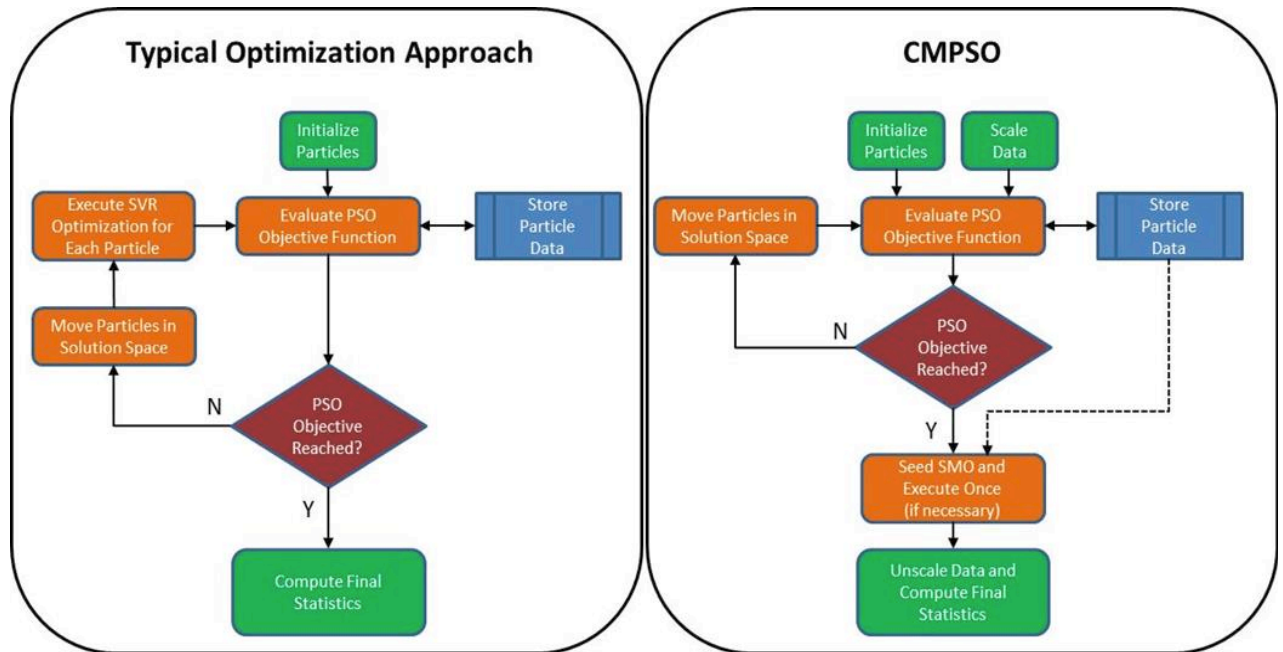 Typical Optimization Approach
Initialize
Particles
Execute SVR
Optimization for
Each Particle
Evaluate PSO
Objective Function
Store
Particle
Data
Move Particles in
Solution Space
N
PSO
Objective
Reached?
Y
Compute Final
Statistics
CMPSO
Initialize
Particles
Scale
Data
Move Particles in
Solution Space
Evaluate PSO
Objective Function
Store
Particle
Data
N
PSO
Objective
Reached?
Y
Seed SMO and
Execute Once
(if necessary)
Unscale Data and
Compute Final
Statistics